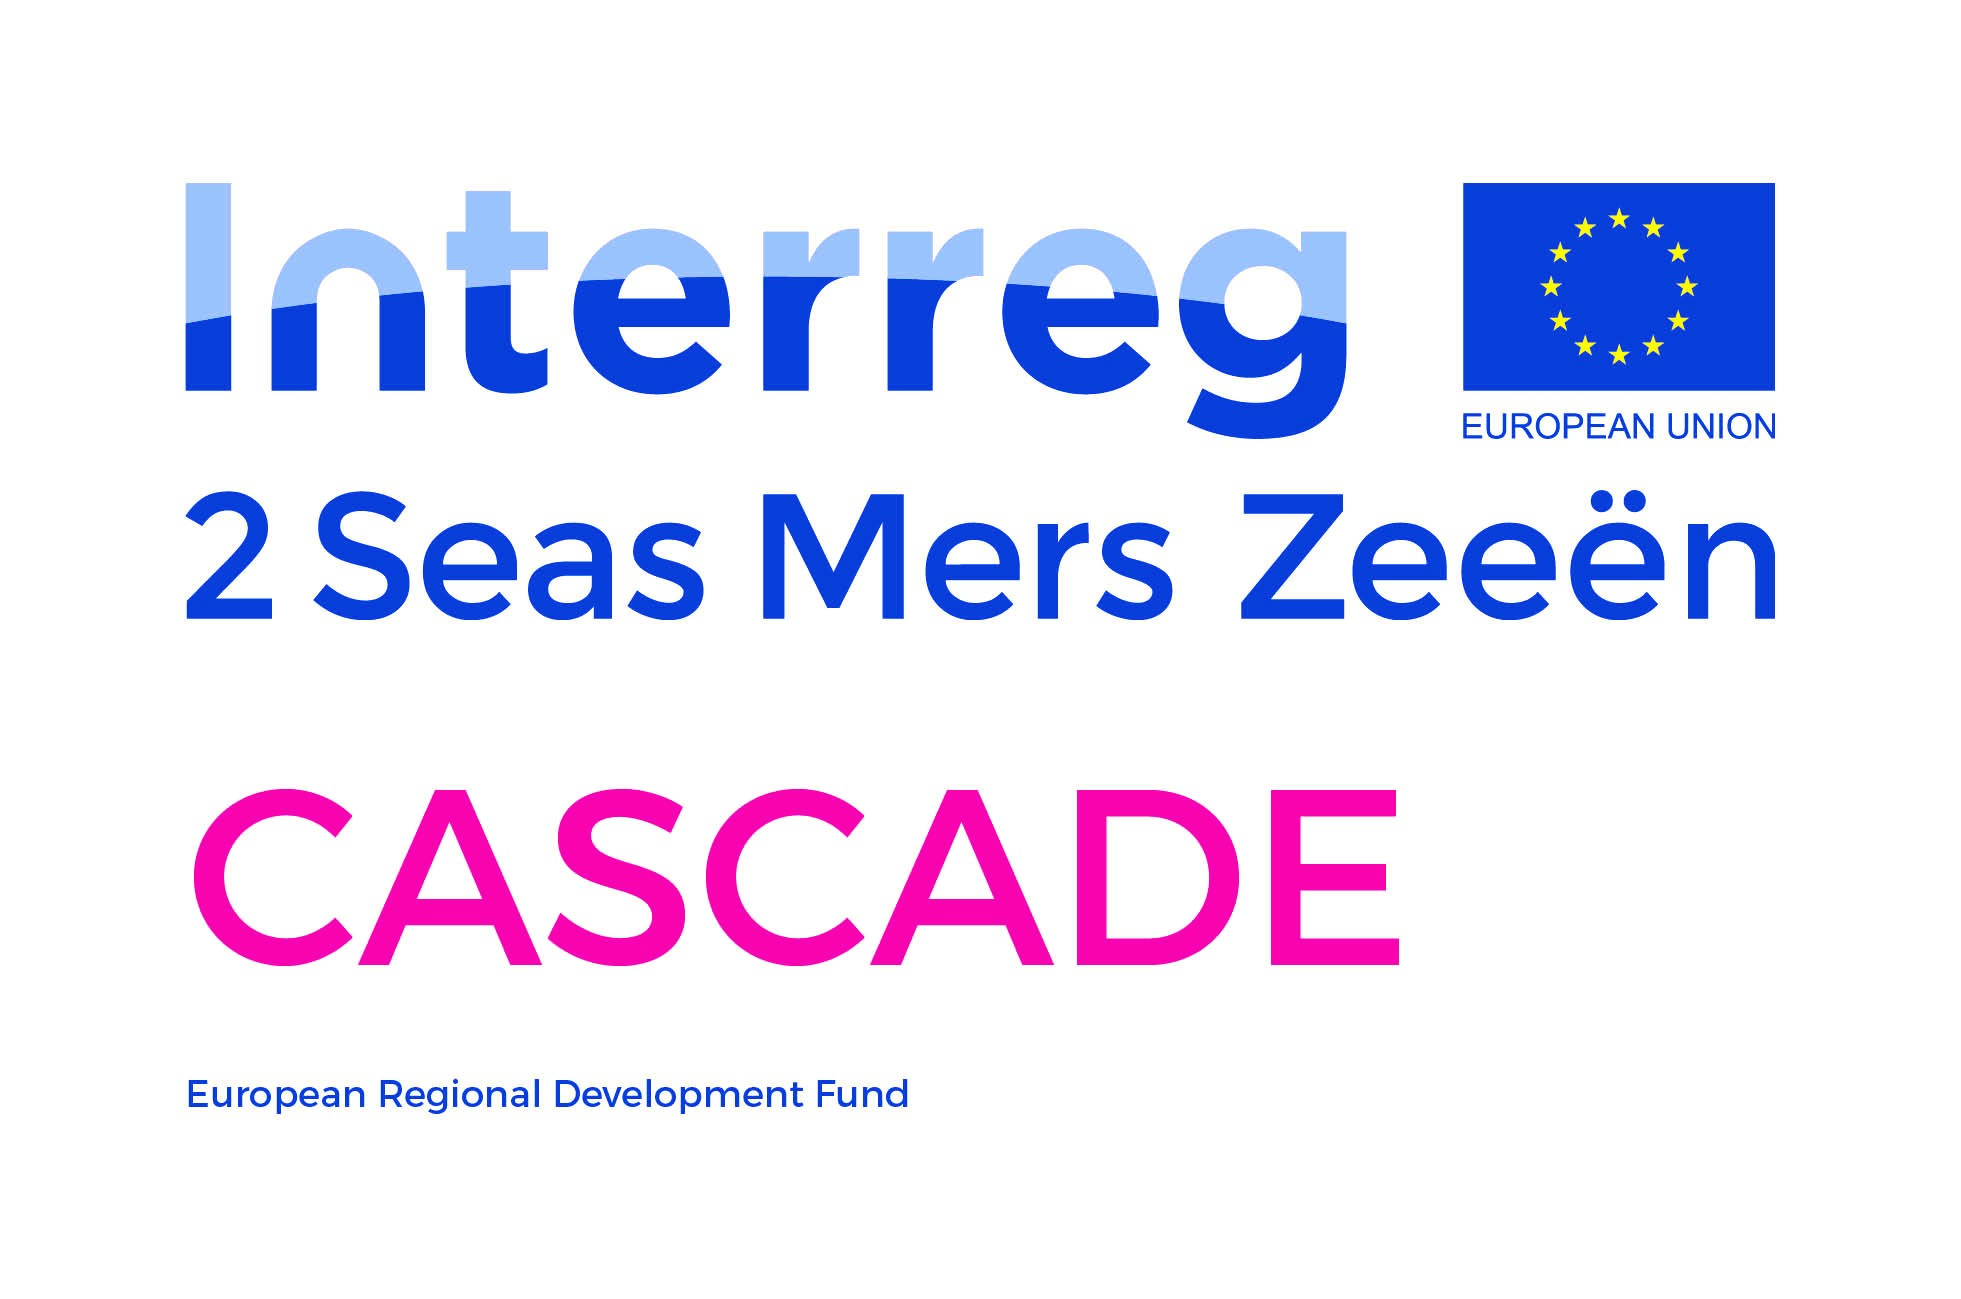 Interreg
EUROPEAN UNION
2 Seas Mers Zeeën
CASCADE
European Regional Development Fund